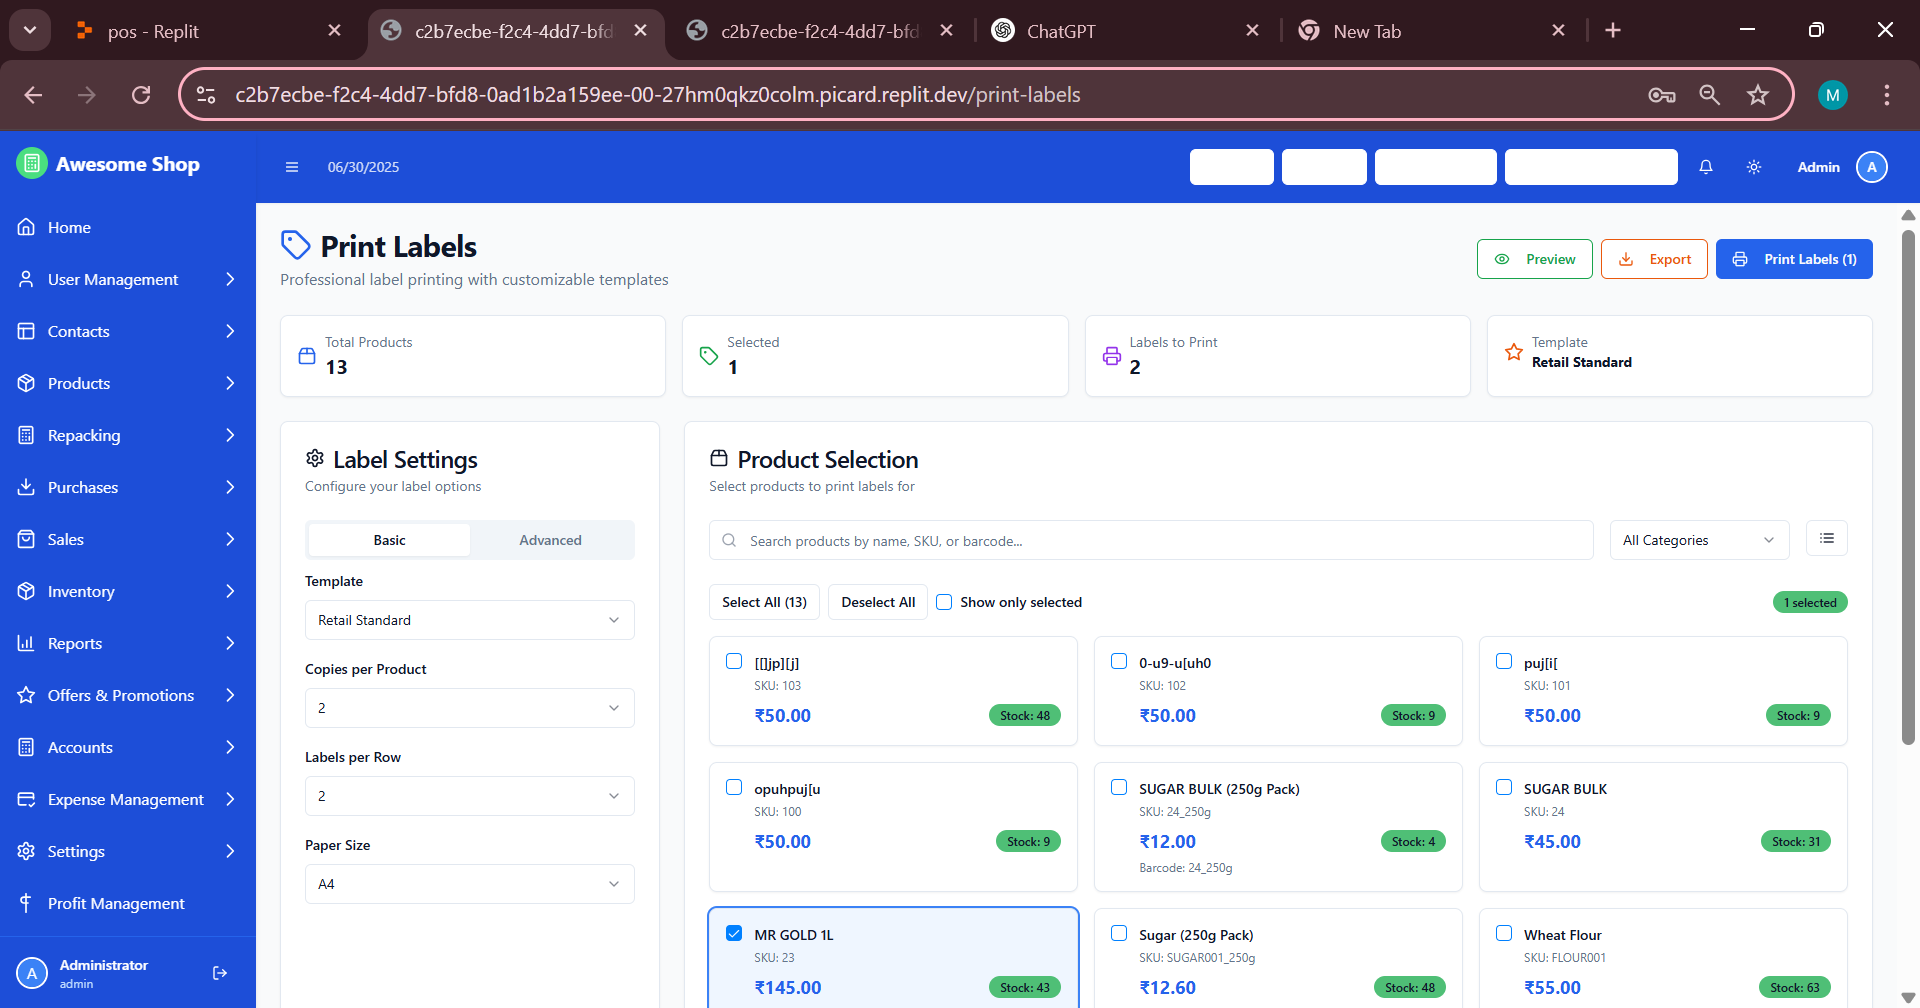 pos - Replit
c2b7ecbe-f2c4-4dd7-bfd
c2b7ecbe-f2c4-4dd7-bfd
ChatGPT
New Tab
c2b7ecbe-f2c4-4dd7-bfd8-0ad1b2a159ee-00-27hm0qkz0colm.picard.replit.dev/print-labels
M
Awesome Shop
06/30/2025
Admin
A
Home
User Management
Contacts
Products
Repacking
Purchases
Sales
Inventory
Reports
Offers & Promotions
Accounts
Expense Management
Settings
Profit Management
A
Administrator
admin
Print Labels
Professional label printing with customizable templates
Preview
Export
Print Labels (1)
Total Products
13
Selected
1
Labels to Print
2
Template
Retail Standard
Label Settings
Configure your label options
Basic
Advanced
Template
Retail Standard
Copies per Product
2
Labels per Row
2
Paper Size
A4
Product Selection
Select products to print labels for
Search products by name, SKU, or barcode...
All Categories
Select All (13)
Deselect All
Show only selected
1 selected
[[]jp][j]
SKU: 103
₹50.00
Stock: 48
0-u9-u[uh0
SKU: 102
₹50.00
Stock: 9
puj[i[
SKU: 101
₹50.00
Stock: 9
opuhpuj[u
SKU: 100
₹50.00
Stock: 9
SUGAR BULK (250g Pack)
SKU: 24_250g
₹12.00
Stock: 4
Barcode: 24_250g
SUGAR BULK
SKU: 24
₹45.00
Stock: 31
MR GOLD 1L
SKU: 23
₹145.00
Stock: 43
Sugar (250g Pack)
SKU: SUGAR001_250g
₹12.60
Stock: 48
Wheat Flour
SKU: FLOUR001
₹55.00
Stock: 63